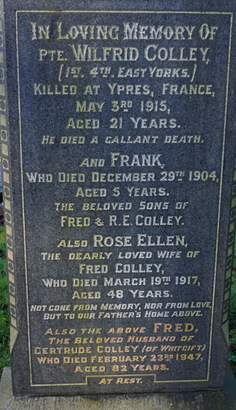 IN LOVING MEMORY OF
PTE. WILFRID COLLEY,
(1ST. 4TH. EAST YORKS.)
KILLED AT YPRES, FRANCE,
MAY 3RD 1915,
AGED 21 YEARS.
HE DIED A GALLANT DEATH.
AND FRANK,
WHO DIED DECEMBER 29TH 1904,
AGED 5 YEARS.
THE BELOVED SONS OF
FRED & R.E. COLLEY.
ALSO ROSE ELLEN,
THE DEARLY LOVED WIFE OF
FRED COLLEY,
WHO DIED MARCH 19TH 1917,
AGED 48 YEARS.
NOT GONE FROM MEMORY, NOR FROM LOVE,
BUT TO OUR FATHER'S HOME ABOVE.
ALSO THE ABOVE FRED,
THE BELOVED HUSBAND OF
GERTRUDE COLLEY (OF WHITGIFT)
WHO DIED FEBRUARY 23RD 1947,
AGED 82 YEARS.
AT REST.